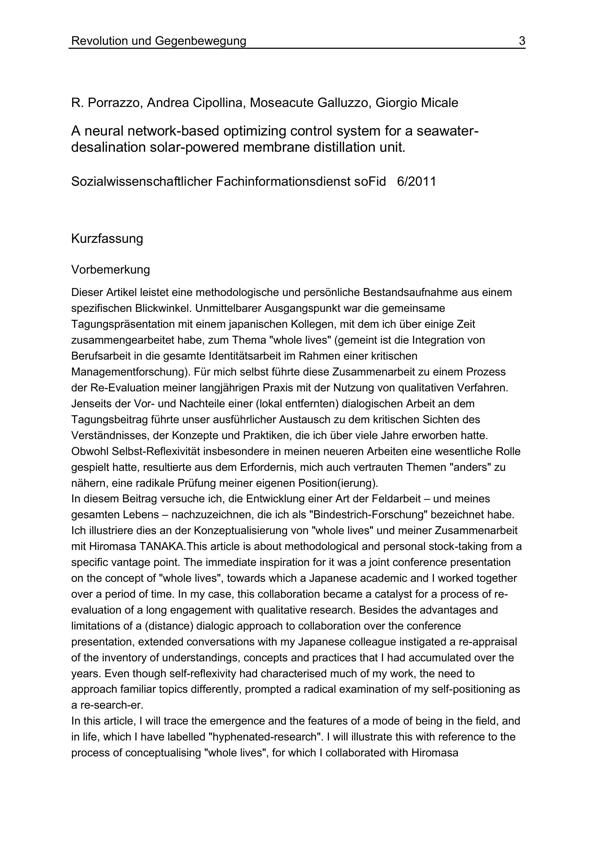 Revolution und Gegenbewegung 3
R. Porrazzo, Andrea Cipollina, Moseacute Galluzzo, Giorgio Micale
A neural network-based optimizing control system for a seawater-
desalination solar-powered membrane distillation unit.
Sozialwissenschaftlicher Fachinformationsdienst soFid 6/2011
Kurzfassung
Vorbemerkung
Dieser Artikel leistet eine methodologische und persönliche Bestandsaufnahme aus einem
spezifischen Blickwinkel. Unmittelbarer Ausgangspunkt war die gemeinsame
Tagungspräsentation mit einem japanischen Kollegen, mit dem ich über einige Zeit
zusammengearbeitet habe, zum Thema "whole lives" (gemeint ist die Integration von
Berufsarbeit in die gesamte Identitätsarbeit im Rahmen einer kritischen
Managementforschung). Für mich selbst führte diese Zusammenarbeit zu einem Prozess
der Re-Evaluation meiner langjährigen Praxis mit der Nutzung von qualitativen Verfahren.
Jenseits der Vor- und Nachteile einer (lokal entfernten) dialogischen Arbeit an dem
Tagungsbeitrag führte unser ausführlicher Austausch zu dem kritischen Sichten des
Verständnisses, der Konzepte und Praktiken, die ich über viele Jahre erworben hatte.
Obwohl Selbst-Reflexivität insbesondere in meinen neueren Arbeiten eine wesentliche Rolle
gespielt hatte, resultierte aus dem Erfordernis, mich auch vertrauten Themen "anders" zu
nähern, eine radikale Prüfung meiner eigenen Position(ierung).
In diesem Beitrag versuche ich, die Entwicklung einer Art der Feldarbeit – und meines
gesamten Lebens – nachzuzeichnen, die ich als "Bindestrich-Forschung" bezeichnet habe.
Ich illustriere dies an der Konzeptualisierung von "whole lives" und meiner Zusammenarbeit
mit Hiromasa TANAKA.This article is about methodological and personal stock-taking from a
specific vantage point. The immediate inspiration for it was a joint conference presentation
on the concept of "whole lives", towards which a Japanese academic and I worked together
over a period of time. In my case, this collaboration became a catalyst for a process of re-
evaluation of a long engagement with qualitative research. Besides the advantages and
limitations of a (distance) dialogic approach to collaboration over the conference
presentation, extended conversations with my Japanese colleague instigated a re-appraisal
of the inventory of understandings, concepts and practices that I had accumulated over the
years. Even though self-reflexivity had characterised much of my work, the need to
approach familiar topics differently, prompted a radical examination of my self-positioning as
a re-search-er.
In this article, I will trace the emergence and the features of a mode of being in the field, and
in life, which I have labelled "hyphenated-research". I will illustrate this with reference to the
process of conceptualising "whole lives", for which I collaborated with Hiromasa